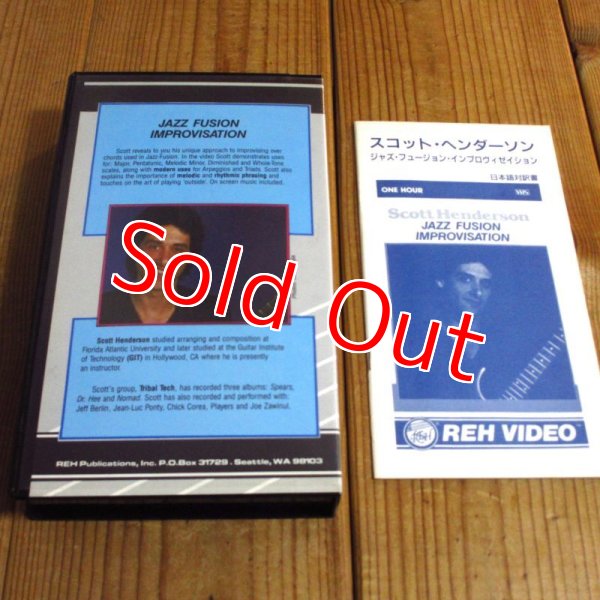 JAZZ FUSION
IMPROVISATION
Scott reveals to you his unique approach to improvising over
chords used in Jazz-Fusion. In the video Scott demonstrates uses
for: Major, Pentatonic, Melodic Minor, Diminished and Whole-Tone
scales, along with modern uses for Arpeggios and Triads. Scott also
explains the importance of melodic and rhythmic phrasing and
touches on the art of playing 'outside'. On screen music included.
Sold Out
Scott Henderson studied arranging and composition at
Florida Atlantic University and later studied at the Guitar Institute
of Technology (GIT) in Hollywood, CA where he is presently
an instructor.
Scott's group, Tribal Tech, has recorded three albums: Spears,
Dr. Hee and Nomad. Scott has also recorded and performed with:
Jeff Berlin, Jean-Luc Ponty, Chick Corea, Players and Joe Zawinul.
REH Publications, Inc. P.O.Box 31729 . Seattle, WA 98103
スコット・ヘンダーソン
ジャズ・フュージョン・インプロヴィゼイション
日本語対訳書
ONE HOUR
VHS
Scott Henderson
JAZZ FUSION
IMPROVISATION
REH VIDEO™